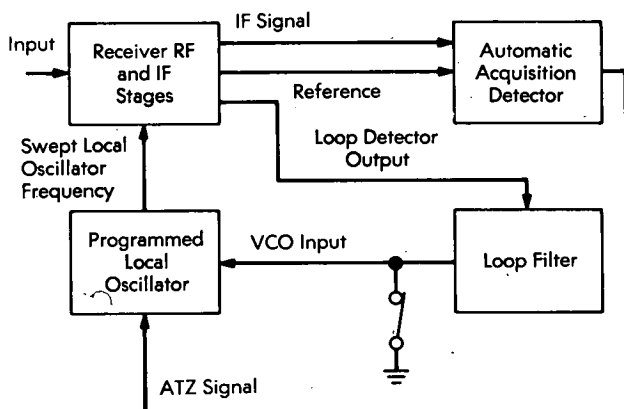 IF Signal
Input
Receiver RF
and IF
Stages
Automatic
Acquisition
Detector
Reference
Loop Detector
Output
Swept Local
Oscillator
Frequency
Programmed
Local
Oscillator
VCO Input
Loop Filter
ATZ Signal